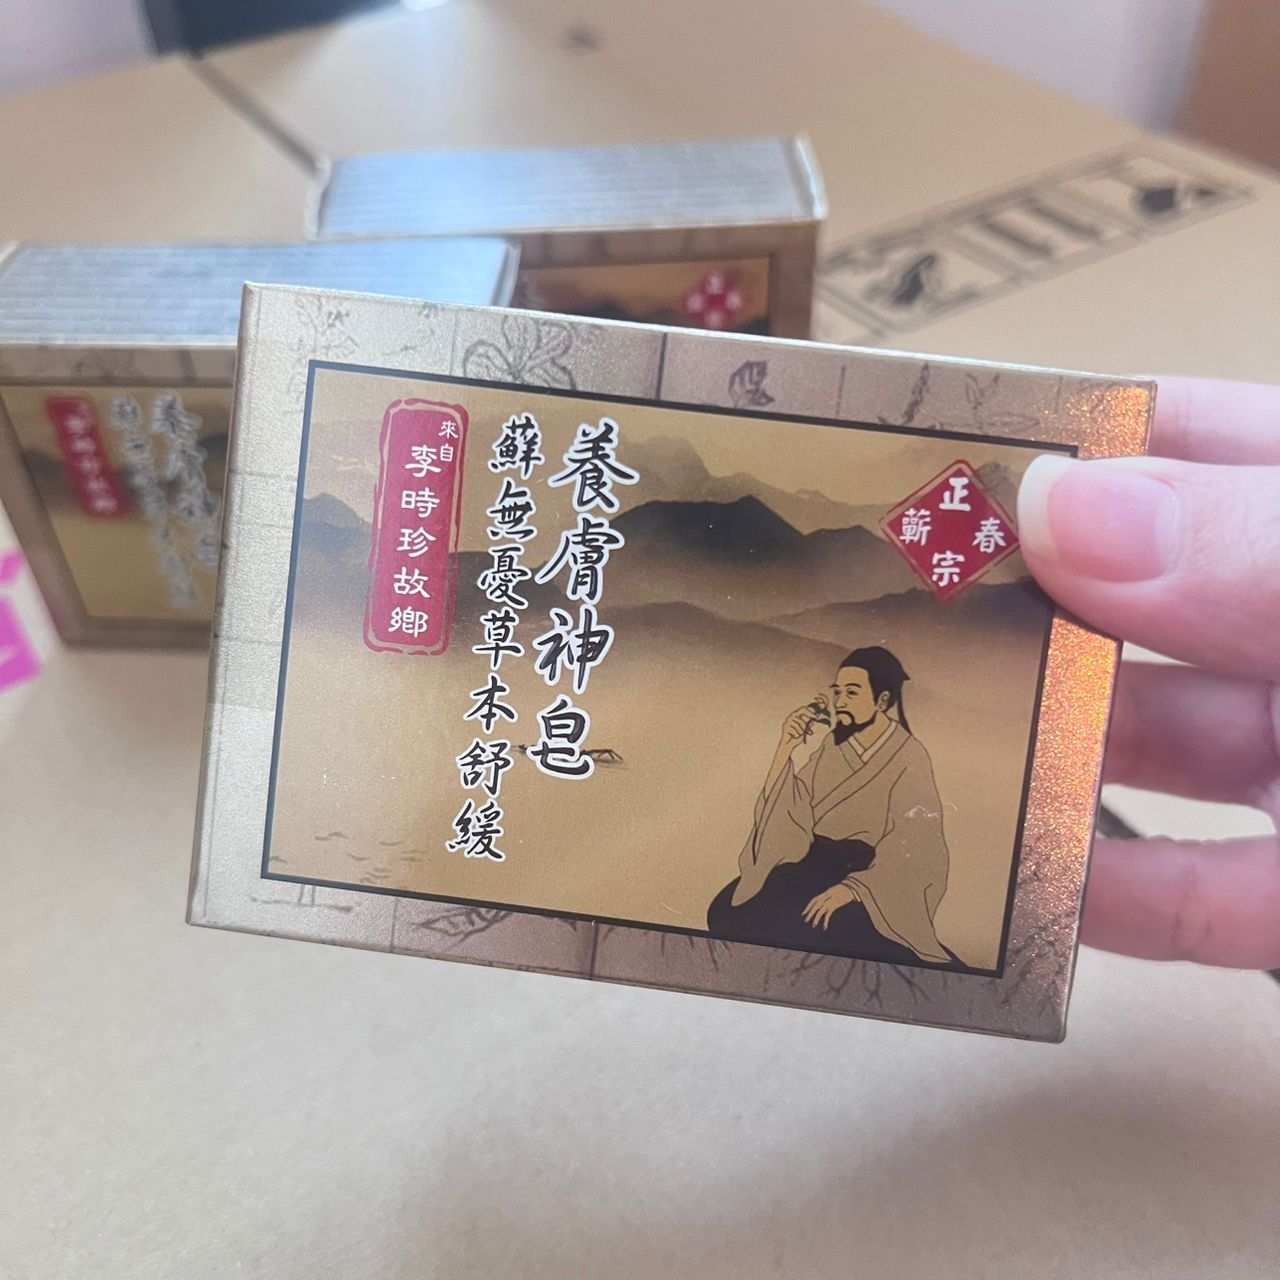 正宗
蘄春
養膚神皂
蘚無憂草本舒緩
來自
李時珍故鄉